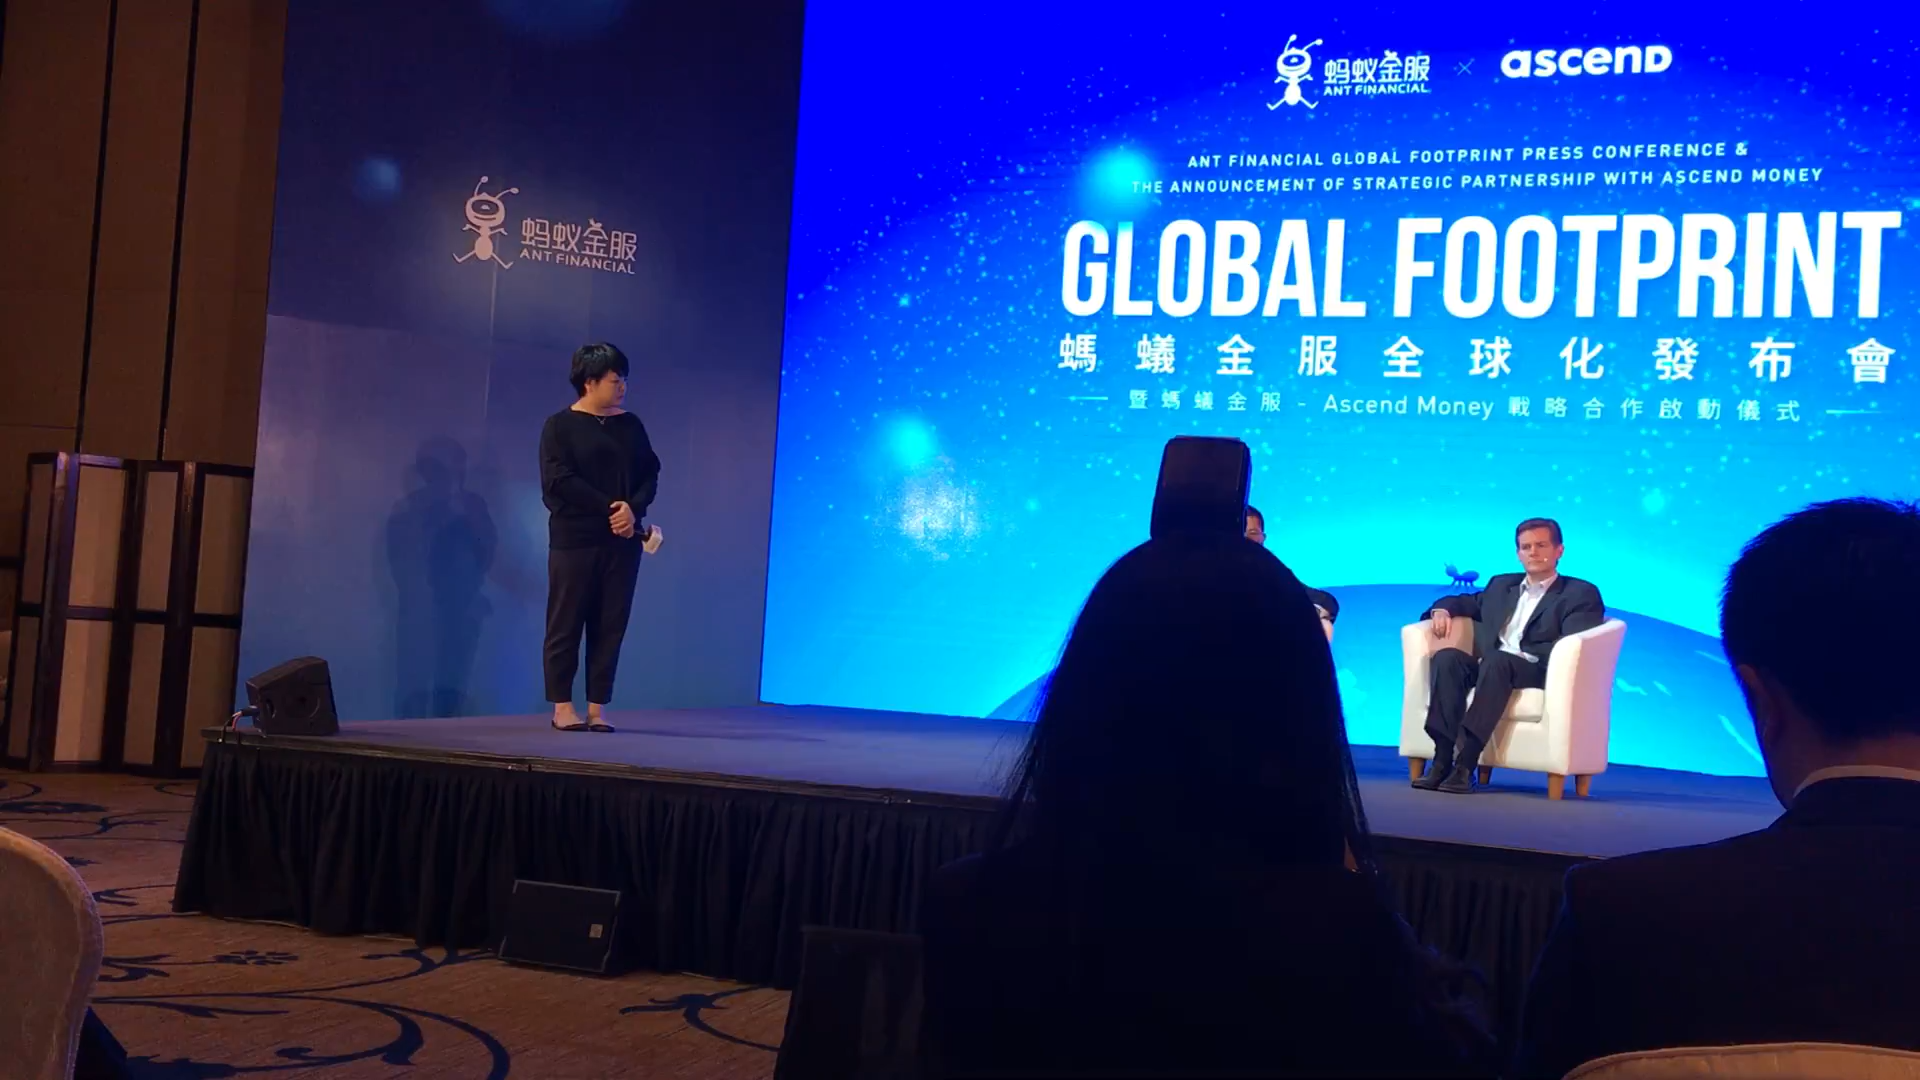 蚂蚁金服
ANT FINANCIAL
蚂蚁金服
ANT FINANCIAL
×
ascend
ANT FINANCIAL GLOBAL FOOTPRINT PRESS CONFERENCE &
THE ANNOUNCEMENT OF STRATEGIC PARTNERSHIP WITH ASCEND MONEY
GLOBAL FOOTPRINT
螞蟻金服全球化發布會
暨螞蟻金服 - Ascend Money 戰略合作啟動儀式